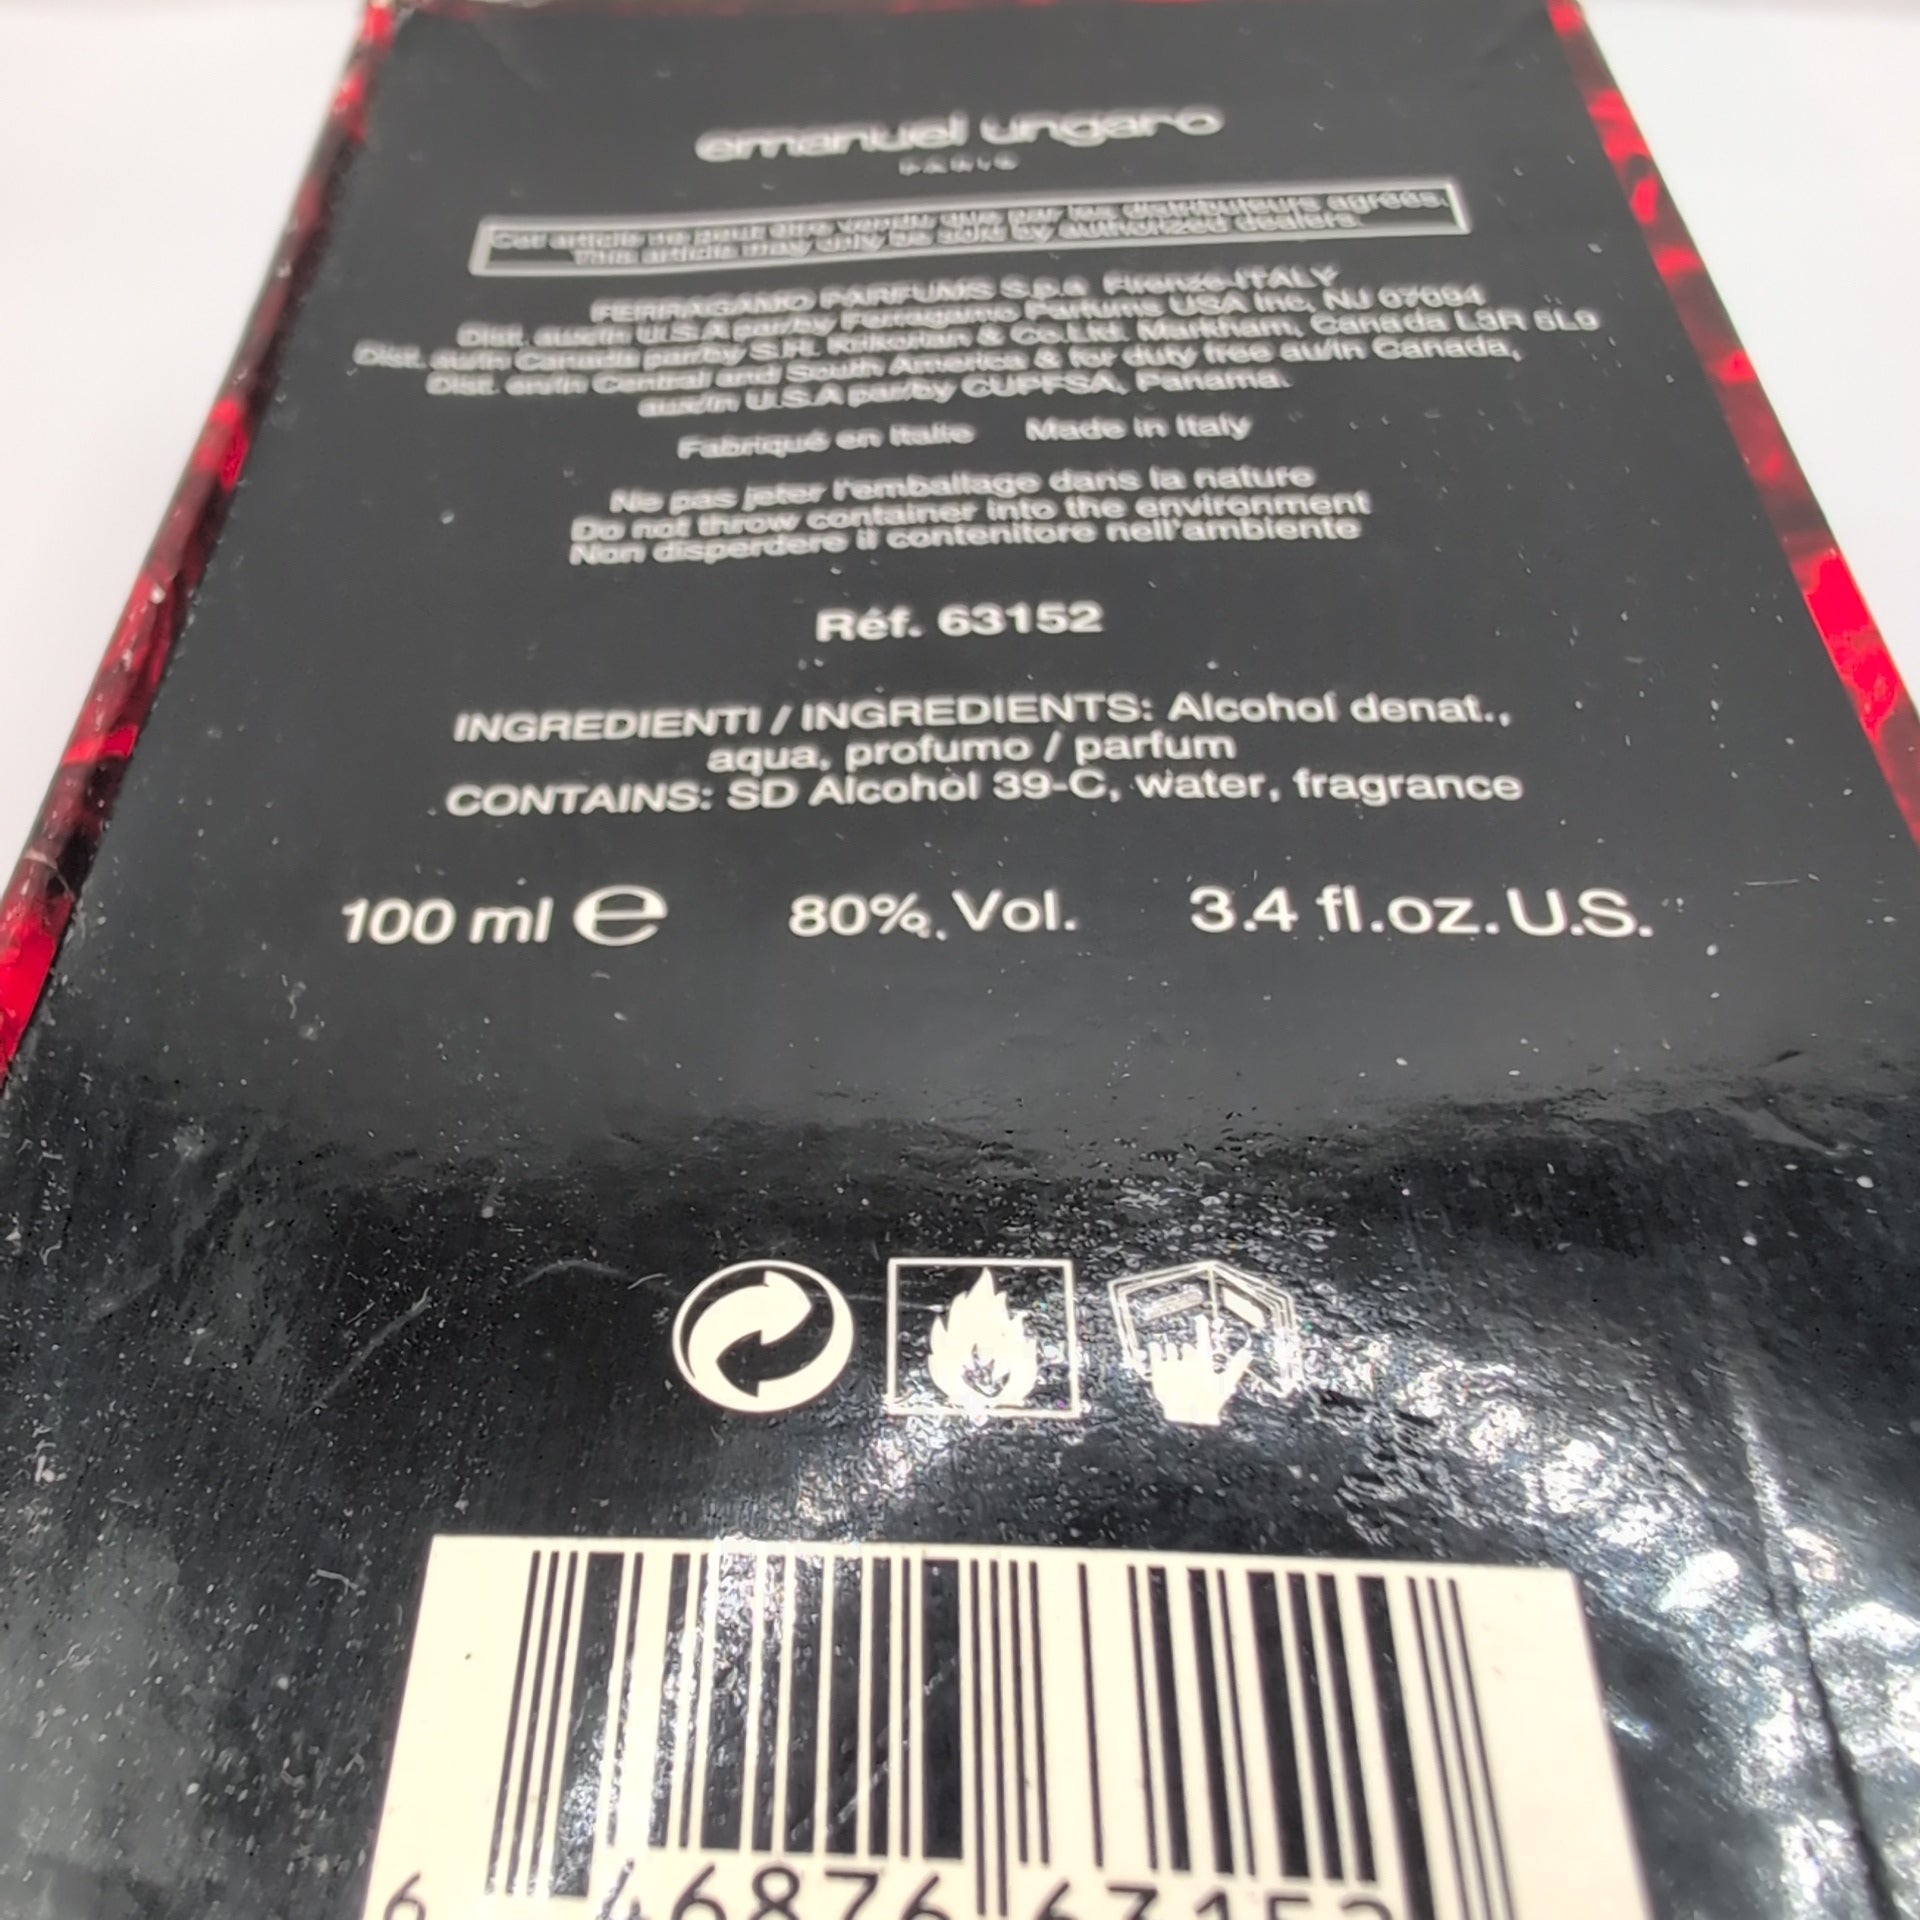 emanuel ungaro
PARIS
Cet article ne peut être vendu que par les distributeurs agréés.
This article may only be sold by authorized dealers.
FERRAGAMO PARFUMS S.p.a Firenze-ITALY
Dist. aux/in U.S.A par/by Ferragamo Parfums USA Inc, NJ 07094
Dist. au/in Canada par/by S.H. Krikorian & Co.Ltd. Markham, Canada L3R 5L9
Dist. en/in Central and South America & for duty free au/in Canada,
aux/in U.S.A par/by CUPFSA, Panama.
Fabriqué en Italie Made in Italy
Ne pas jeter l'emballage dans la nature
Do not throw container into the environment
Non disperdere il contenitore nell'ambiente
Réf. 63152
INGREDIENTI / INGREDIENTS: Alcohol denat.,
aqua, profumo / parfum
CONTAINS: SD Alcohol 39-C, water, fragrance
100 ml e 80% Vol. 3.4 fl.oz.U.S.
6 46876 63152